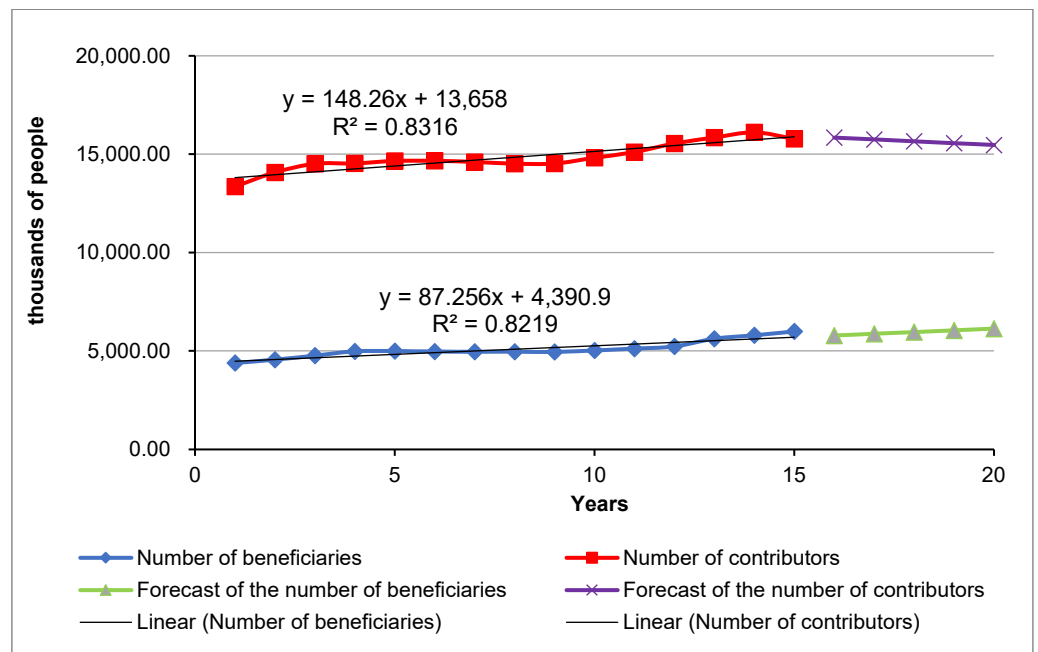 20,000.00
15,000.00
10,000.00
5,000.00
0.00
thousands of people
y = 148.26x + 13,658
R² = 0.8316
y = 87.256x + 4,390.9
R² = 0.8219
0 5 10 15 20
Years
Number of beneficiaries
Number of contributors
Forecast of the number of beneficiaries
Forecast of the number of contributors
Linear (Number of beneficiaries)
Linear (Number of contributors)